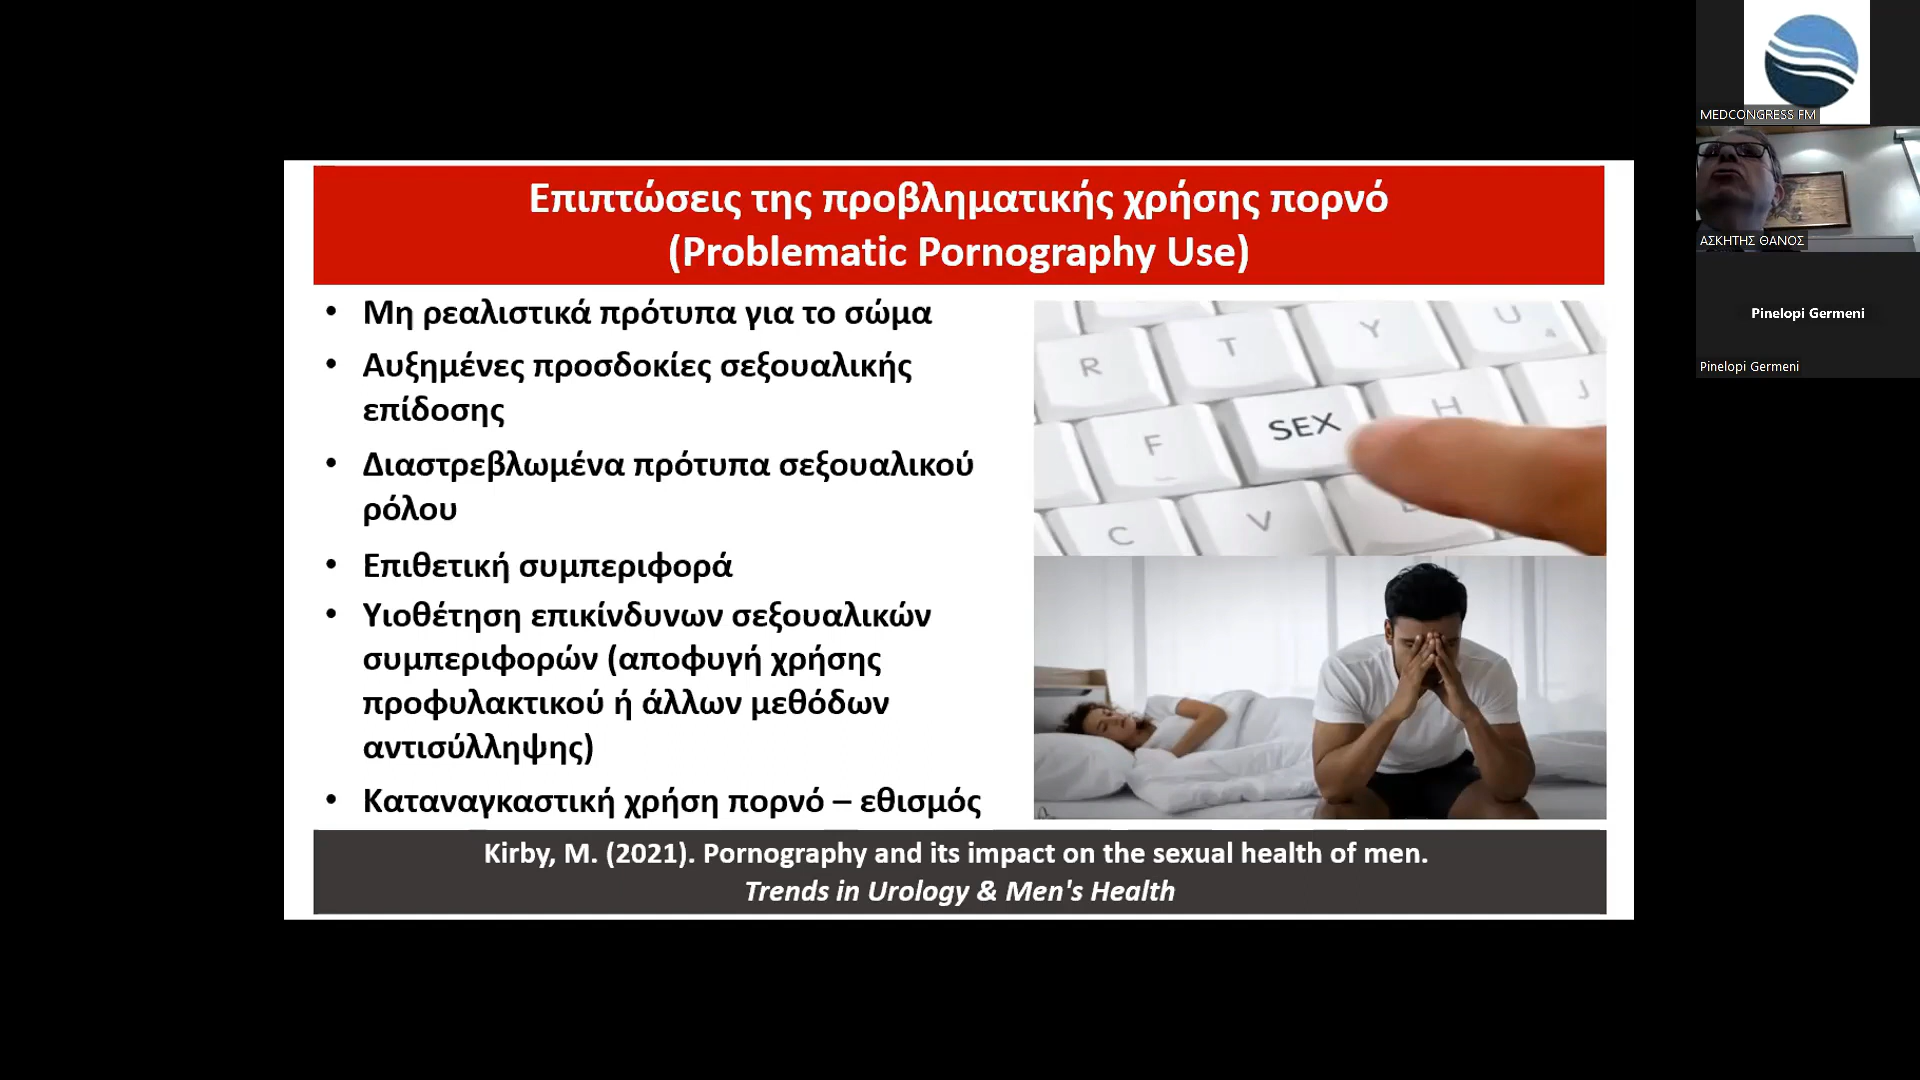 Επιπτώσεις της προβληματικής χρήσης πορνό
(Problematic Pornography Use)
• Μη ρεαλιστικά πρότυπα για το σώμα
• Αυξημένες προσδοκίες σεξουαλικής
επίδοσης
• Διαστρεβλωμένα πρότυπα σεξουαλικού
ρόλου
• Επιθετική συμπεριφορά
• Υιοθέτηση επικίνδυνων σεξουαλικών
συμπεριφορών (αποφυγή χρήσης
προφυλακτικού ή άλλων μεθόδων
αντισύλληψης)
• Καταναγκαστική χρήση πορνό – εθισμός
R T Y U 4
F SEX H J
C V
Kirby, M. (2021). Pornography and its impact on the sexual health of men.
Trends in Urology & Men's Health
MEDCONGRESS FM
ΑΣΚΗΤΗΣ ΘΑΝΟΣ
Pinelopi Germeni
Pinelopi Germeni